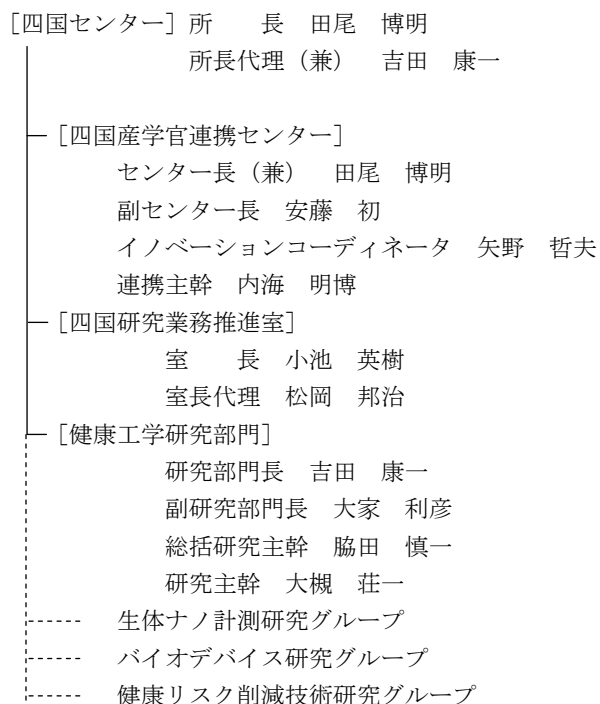 ［四国センター］所　　長　田尾　博明
所長代理（兼）　吉田　康一
［四国産学官連携センター］
センター長（兼）　田尾　博明
副センター長　安藤　初
イノベーションコーディネータ　矢野　哲夫
連携主幹　内海　明博
［四国研究業務推進室］
室　　長　小池　英樹
室長代理　松岡　邦治
［健康工学研究部門］
研究部門長　吉田　康一
副研究部門長　大家　利彦
総括研究主幹　脇田　慎一
研究主幹　大槻　荘一
生体ナノ計測研究グループ
バイオデバイス研究グループ
健康リスク削減技術研究グループ